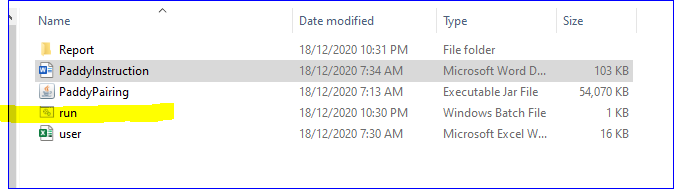 Name Date modified Type Size
Report 18/12/2020 10:31 PM File folder
PaddyInstruction 18/12/2020 7:34 AM Microsoft Word D... 103 KB
PaddyPairing 18/12/2020 7:13 AM Executable Jar File 54,070 KB
run 18/12/2020 10:30 PM Windows Batch File 1 KB
user 18/12/2020 7:30 AM Microsoft Excel W... 16 KB